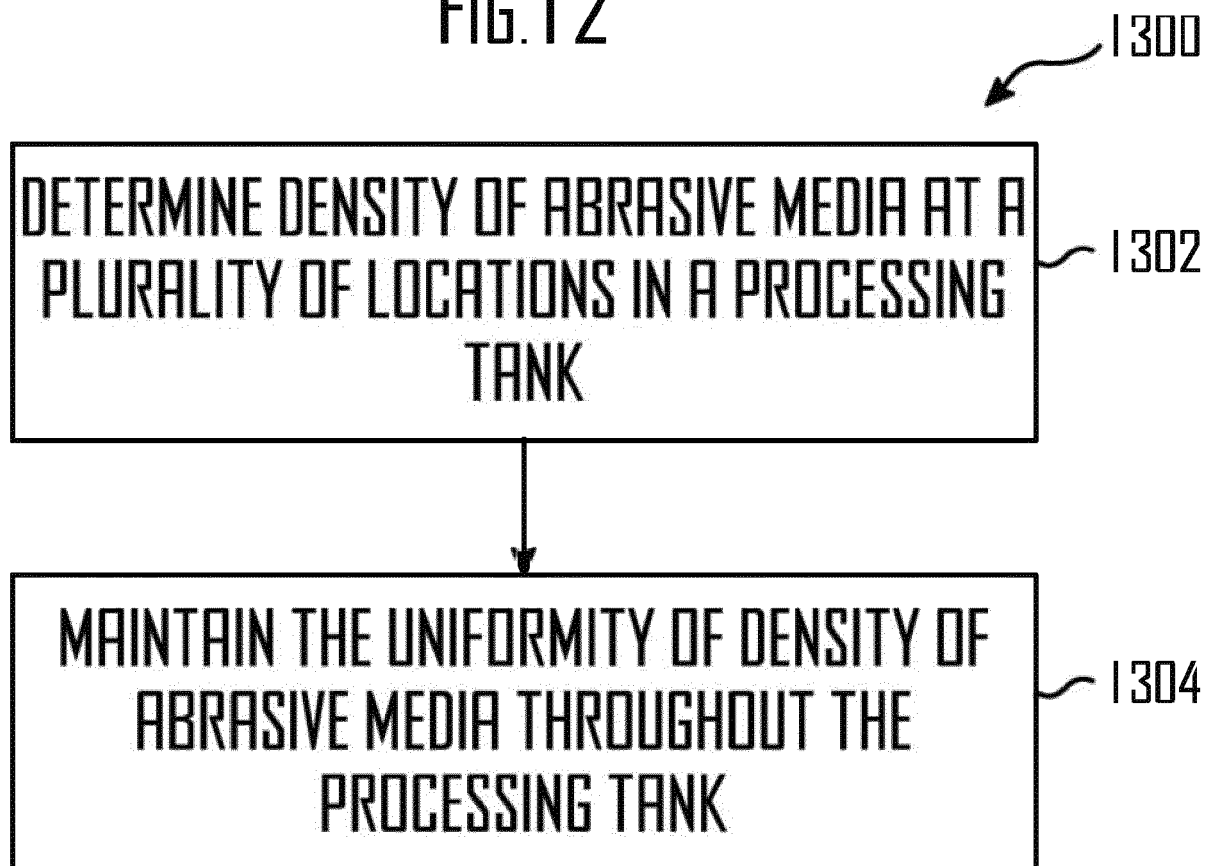 FIG. 12
1300
DETERMINE DENSITY OF ABRASIVE MEDIA AT A
PLURALITY OF LOCATIONS IN A PROCESSING
TANK
1302
MAINTAIN THE UNIFORMITY OF DENSITY OF
ABRASIVE MEDIA THROUGHOUT THE
PROCESSING TANK
1304